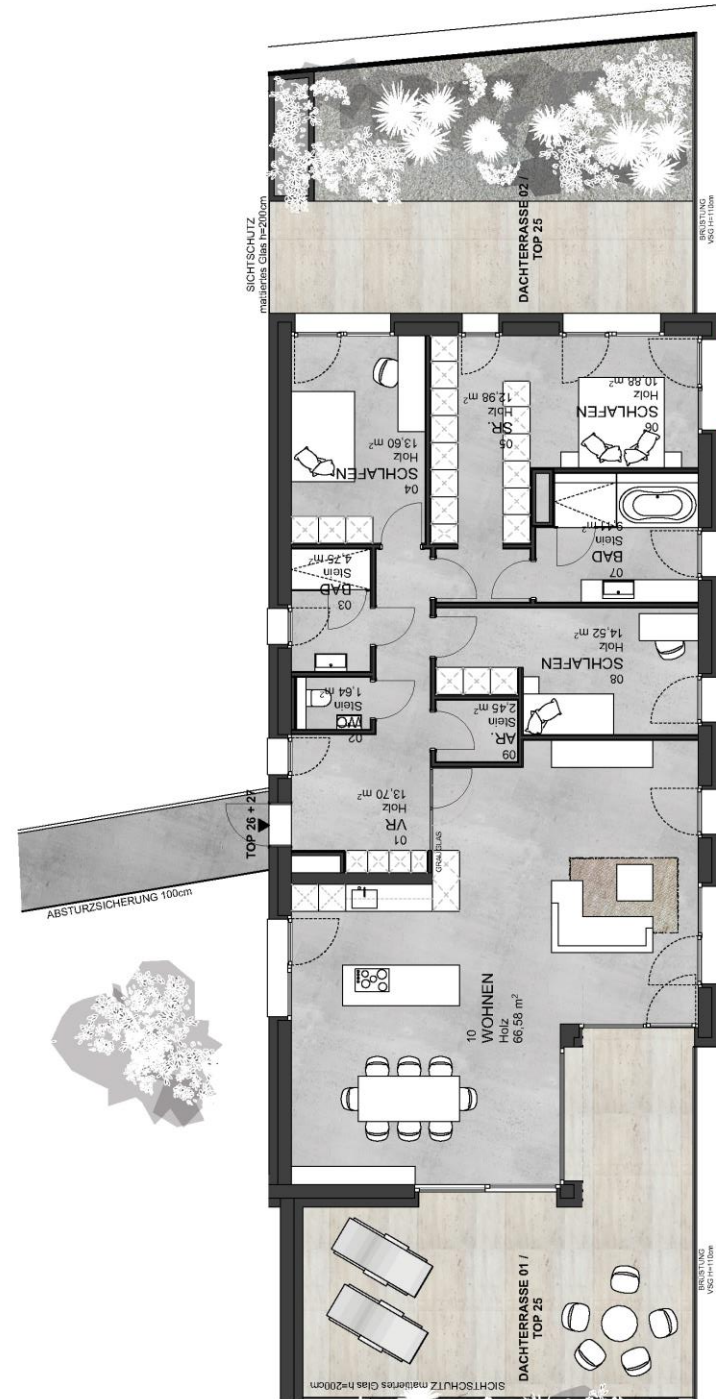 SICHTSCHUTZ
mattiertes Glas h=200cm
DACHTERRASSE 02 /
TOP 25
BRÜSTUNG
VSG H=110cm
04
SCHLAFEN
Holz
13,60 m²
05
SR.
Holz
12,98 m²
06
SCHLAFEN
Holz
10,88 m²
03
BAD
Stein
4,75 m²
07
BAD
Stein
02
WC
Stein
1,64 m²
08
SCHLAFEN
Holz
14,52 m²
09
AR.
Stein
2,45 m²
01
VR.
Holz
13,70 m²
TOP 26 + 27
ABSTURZSICHERUNG 100cm
GRAUGLAS
10
WOHNEN
Holz
66,58 m²
DACHTERRASSE 01 /
TOP 25
BRÜSTUNG
VSG H=110cm
SICHTSCHUTZ mattiertes Glas h=200cm